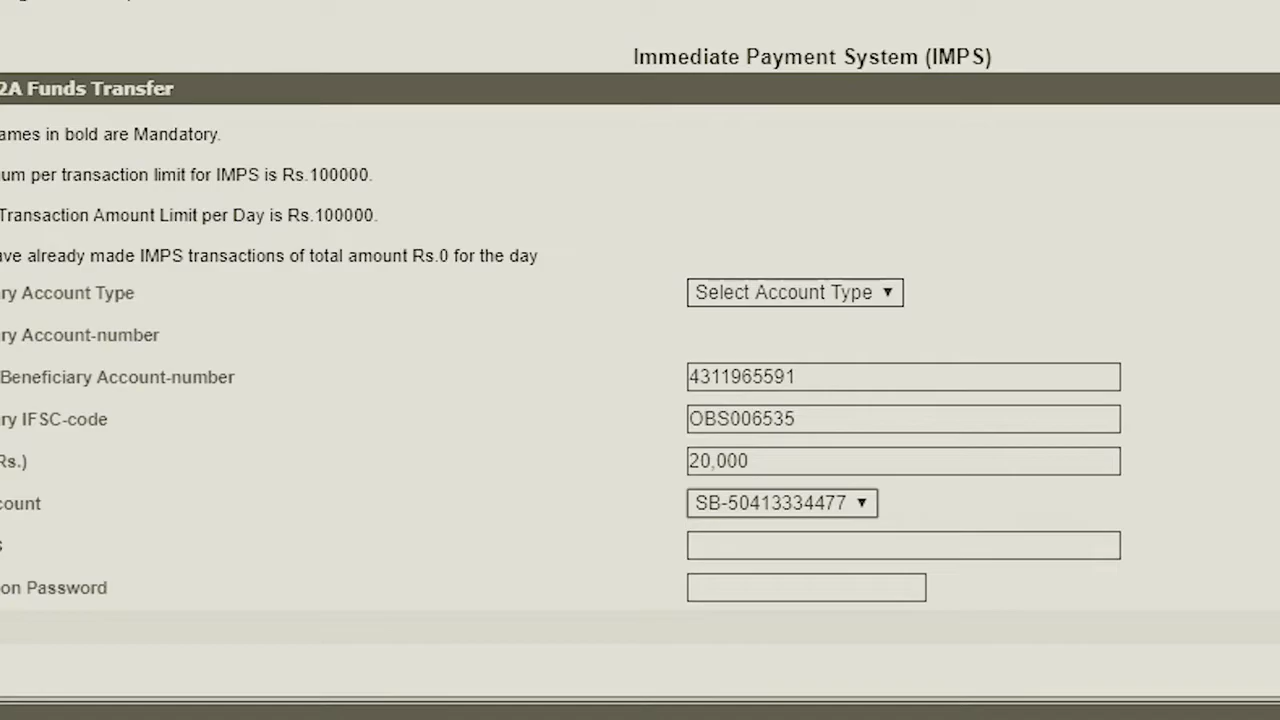 Immediate Payment System (IMPS)
2A Funds Transfer
ames in bold are Mandatory.
um per transaction limit for IMPS is Rs.100000.
Transaction Amount Limit per Day is Rs.100000.
ave already made IMPS transactions of total amount Rs.0 for the day
ry Account Type Select Account Type ▼
ry Account-number
Beneficiary Account-number 4311965591
ry IFSC-code OBS006535
Rs.) 20,000
count SB-50413334477 ▼
s
on Password